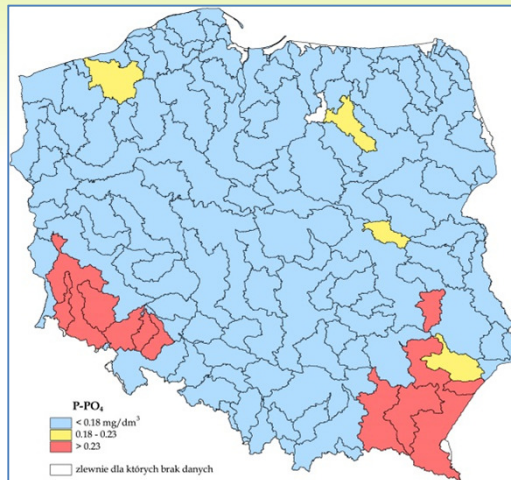 P-PO₄
< 0.18 mg/dm³
0.18 - 0.23
> 0.23
zlewnie dla których brak danych